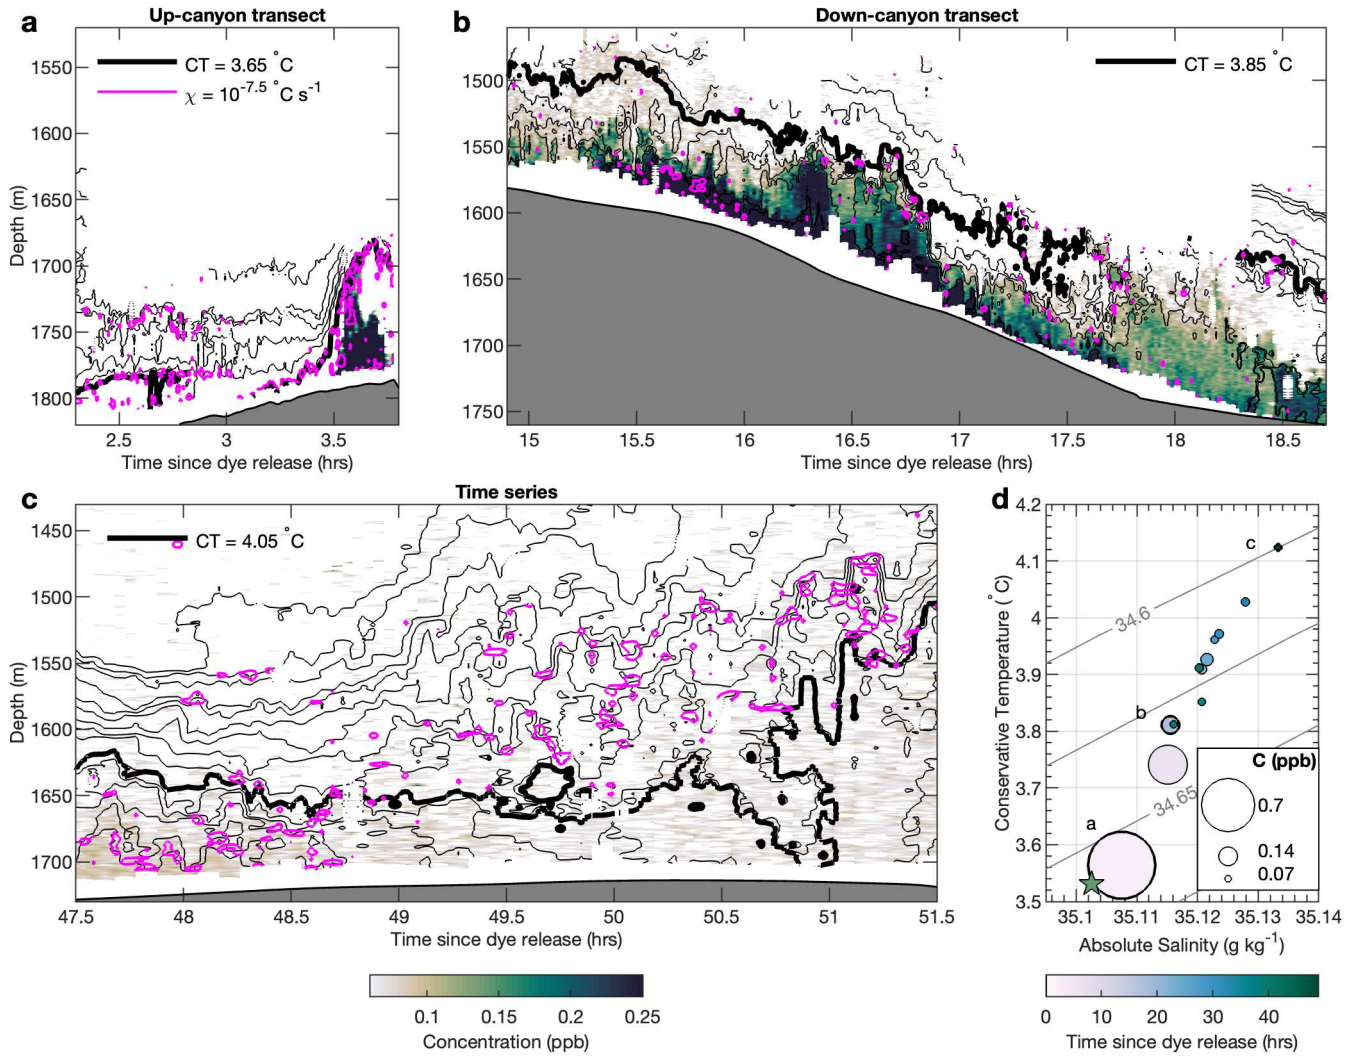 a
Up-canyon transect
CT = 3.65 °C
χ = 10-7.5 °C s-1
1550
1600
1650
1700
1750
1800
Depth (m)
2.5
3
3.5
Time since dye release (hrs)
b
Down-canyon transect
CT = 3.85 °C
1500
1550
1600
1650
1700
1750
15
15.5
16
16.5
17
17.5
18
18.5
Time since dye release (hrs)
c
Time series
CT = 4.05 °C
1450
1500
1550
1600
1650
1700
Depth (m)
47.5
48
48.5
49
49.5
50
50.5
51
51.5
Time since dye release (hrs)
0.1
0.15
0.2
0.25
Concentration (ppb)
d
4.2
4.1
4
3.9
3.8
3.7
3.6
3.5
Conservative Temperature (°C)
c
34.6
b
34.65
a
C (ppb)
0.7
0.14
0.07
35.1
35.11
35.12
35.13
35.14
Absolute Salinity (g kg-1)
0
10
20
30
40
Time since dye release (hrs)